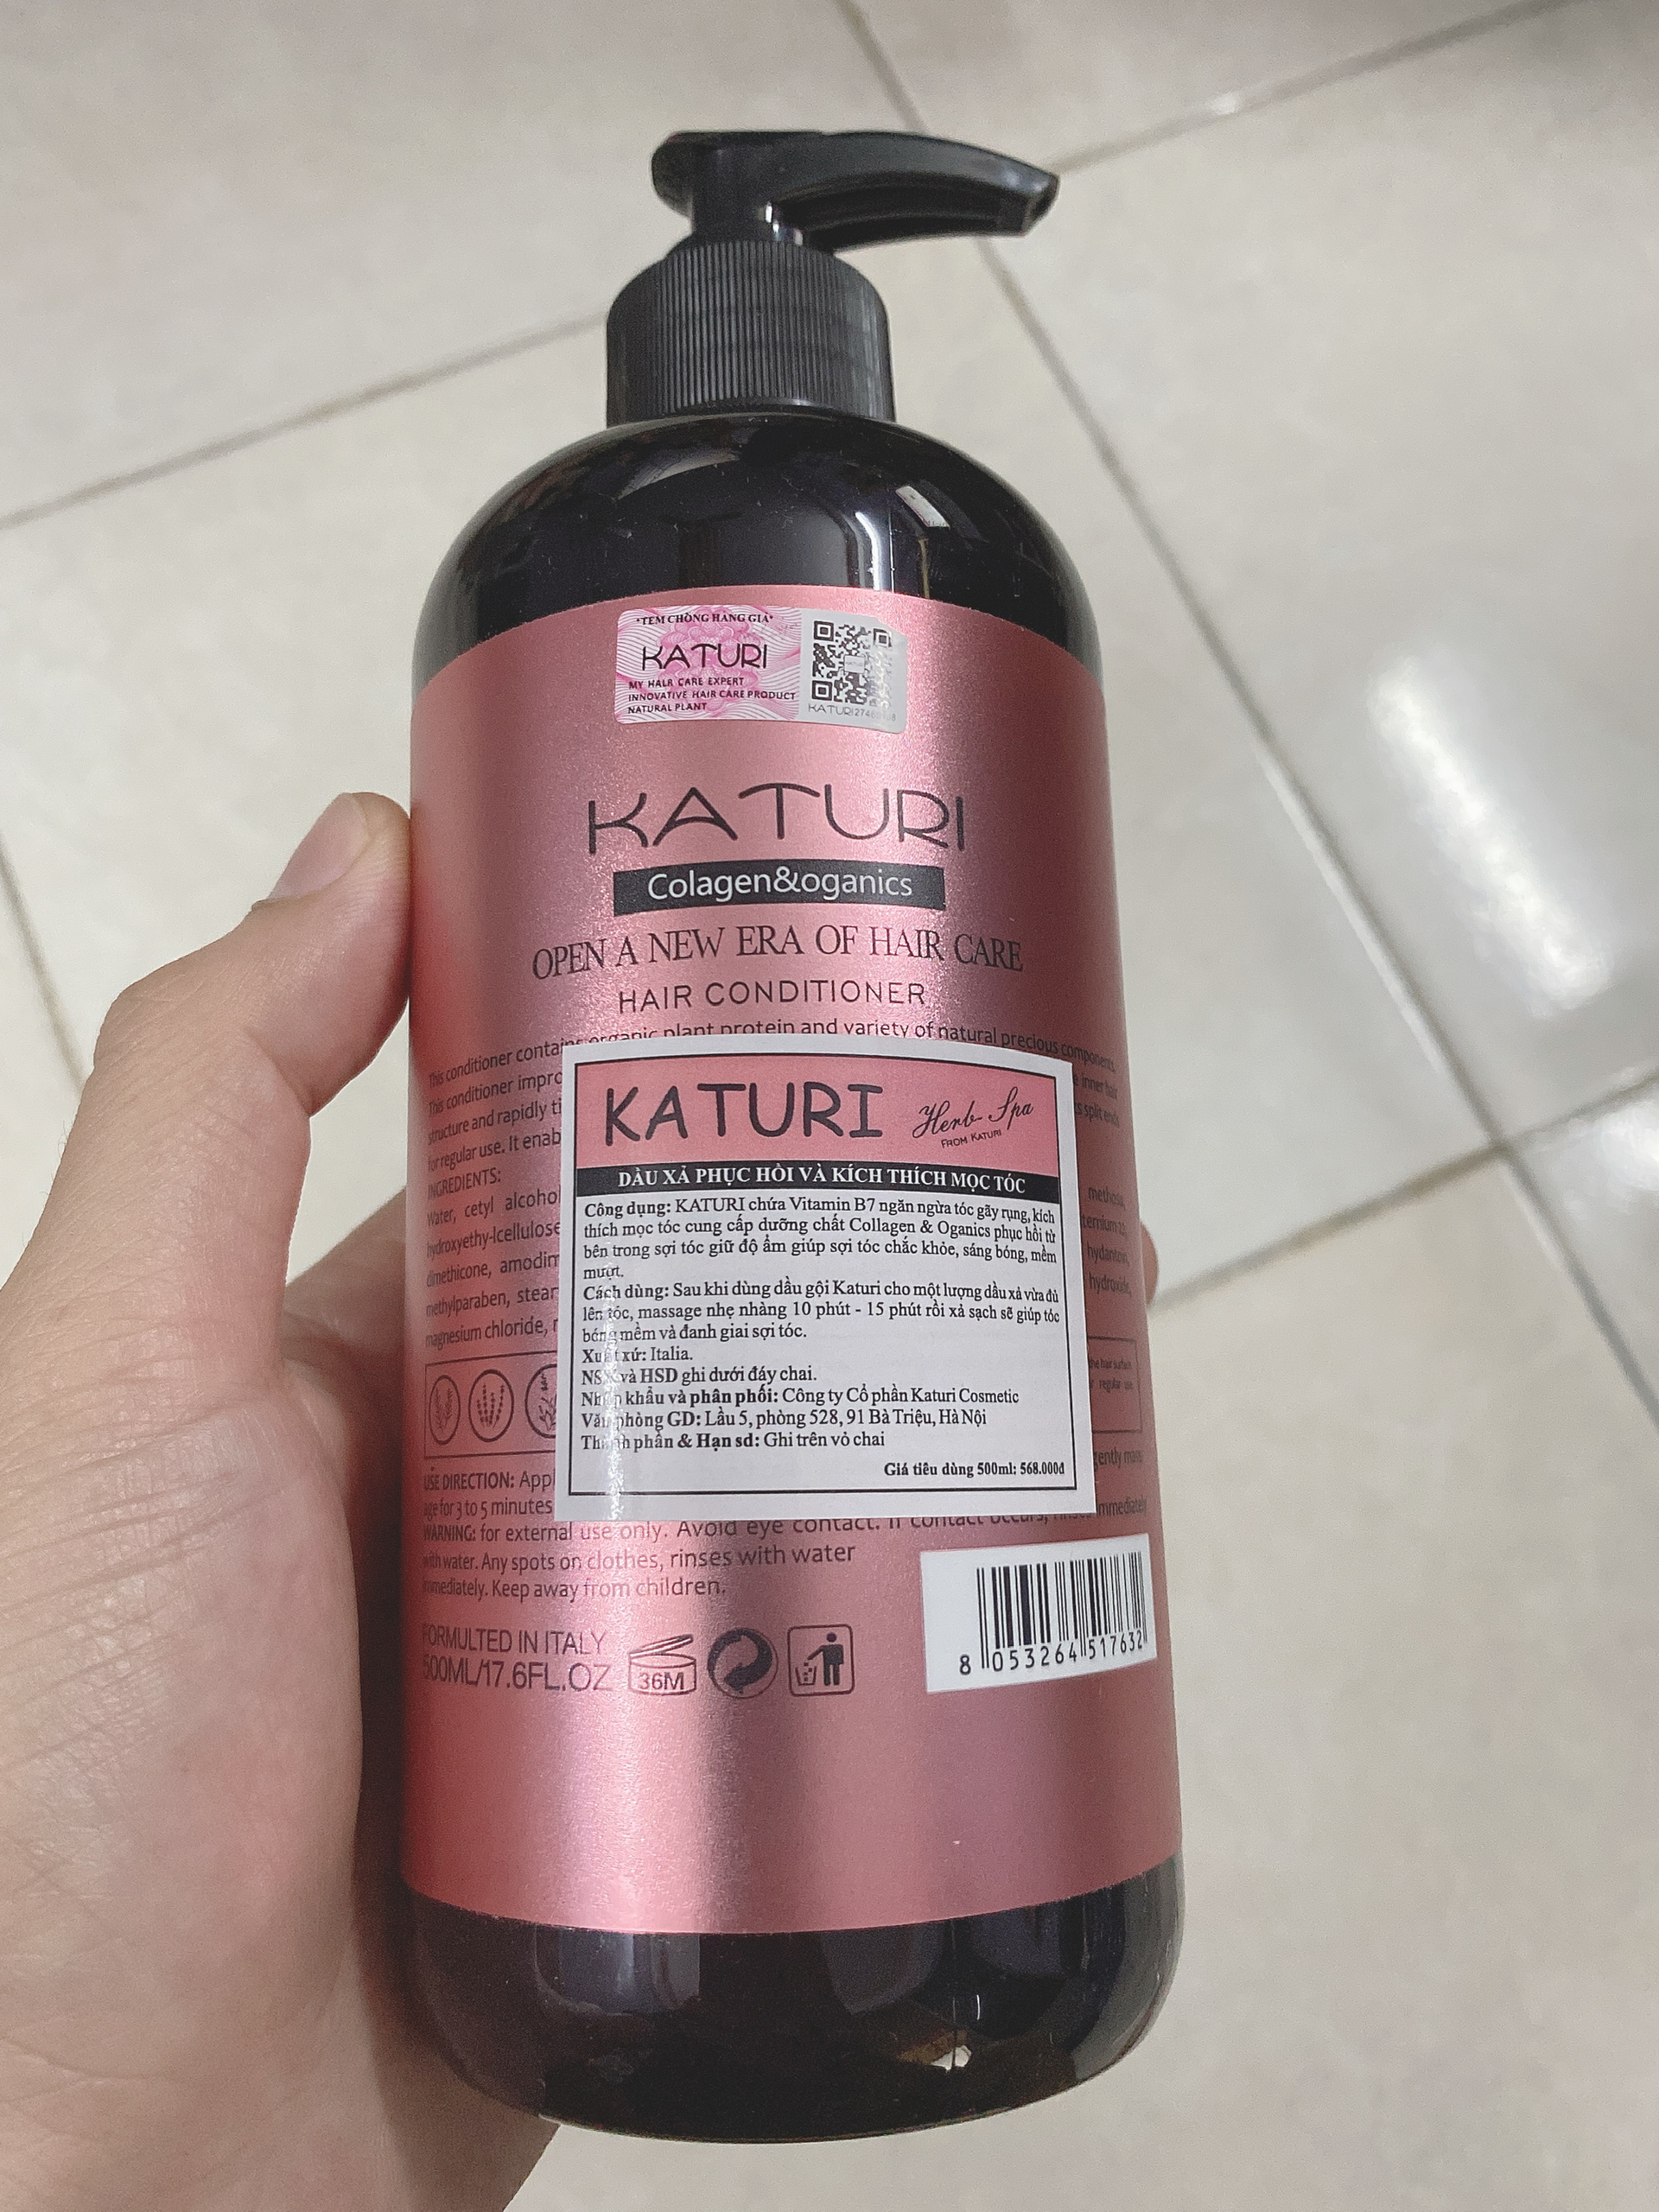 *TEM CHỐNG HÀNG GIẢ*
KATURI
MY HALR CARE EXPERT
INNOVATIVE HAIR CARE PRODUCT
NATURAL PLANT
KATURI
Colagen&oganics
OPEN A NEW ERA OF HAIR CARE
HAIR CONDITIONER
This conditioner contains organic plant protein and variety of natural precious components.
This conditioner inner hair
structure and rapidly split ends
for regular use. It
INGREDIENTS:
Water, cetyl
hydroxyethy-lcellulose
dimethicone,
methylparaben, hydroxide,
magnesium chloride,
KATURI Herb Spa
FROM KATURI
DẦU XẢ PHỤC HỒI VÀ KÍCH THÍCH MỌC TÓC
Công dụng: KATURI chứa Vitamin B7 ngăn ngừa tóc gãy rụng, kích
thích mọc tóc cung cấp dưỡng chất Collagen & Oganics phục hồi từ
bên trong sợi tóc giữ độ ẩm giúp sợi tóc chắc khỏe, sáng bóng, mềm
mượt.
Cách dùng: Sau khi dùng dầu gội Katuri cho một lượng dầu xả vừa đủ
lên tóc, massage nhẹ nhàng 10 phút - 15 phút rồi xả sạch sẽ giúp tóc
bóng mềm và đanh giai sợi tóc.
Xuất xứ: Italia.
NSX và HSD ghi dưới đáy chai.
Nhập khẩu và phân phối: Công ty Cổ phần Katuri Cosmetic
Văn phòng GD: Lầu 5, phòng 528, 91 Bà Triệu, Hà Nội
Thành phần & Hạn sd: Ghi trên vỏ chai
Giá tiêu dùng 500ml: 568.000đ
the hair surface
regular use
USE DIRECTION: gently
age for 3 to 5 minutes
WARNING: for external use only. Avoid eye contact. If contact occurs, rinses immediately
with water. Any spots on clothes, rinses with water
immediately. Keep away from children.
FORMULTED IN ITALY
500ML/17.6FL.OZ
36M
8 053264 517632